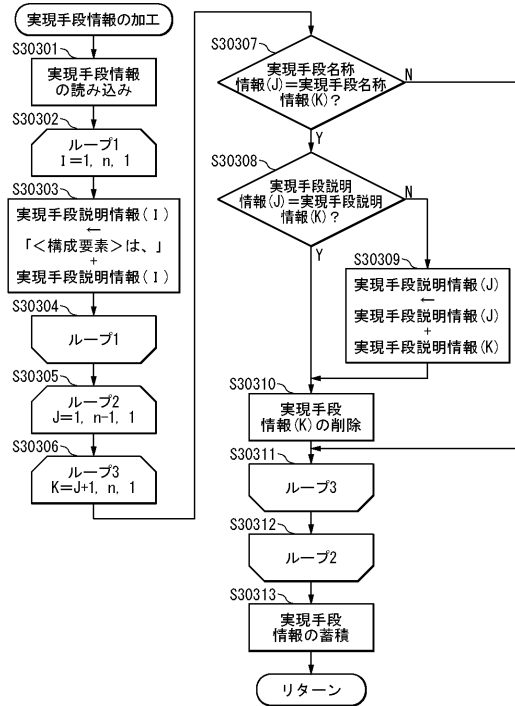 実現手段情報の加工
S30301
実現手段情報
の読み込み
S30302
ループ1
I=1, n, 1
S30303
実現手段説明情報(I)
←
「<構成要素>は、」
+
実現手段説明情報(I)
S30304
ループ1
S30305
ループ2
J=1, n-1, 1
S30306
ループ3
K=J+1, n, 1
S30307
実現手段名称
情報(J)=実現手段名称
情報(K)?
N
Y
S30308
実現手段説明
情報(J)=実現手段説明
情報(K)?
N
Y
S30309
実現手段説明情報(J)
←
実現手段説明情報(J)
+
実現手段説明情報(K)
S30310
実現手段
情報(K)の削除
S30311
ループ3
S30312
ループ2
S30313
実現手段
情報の蓄積
リターン